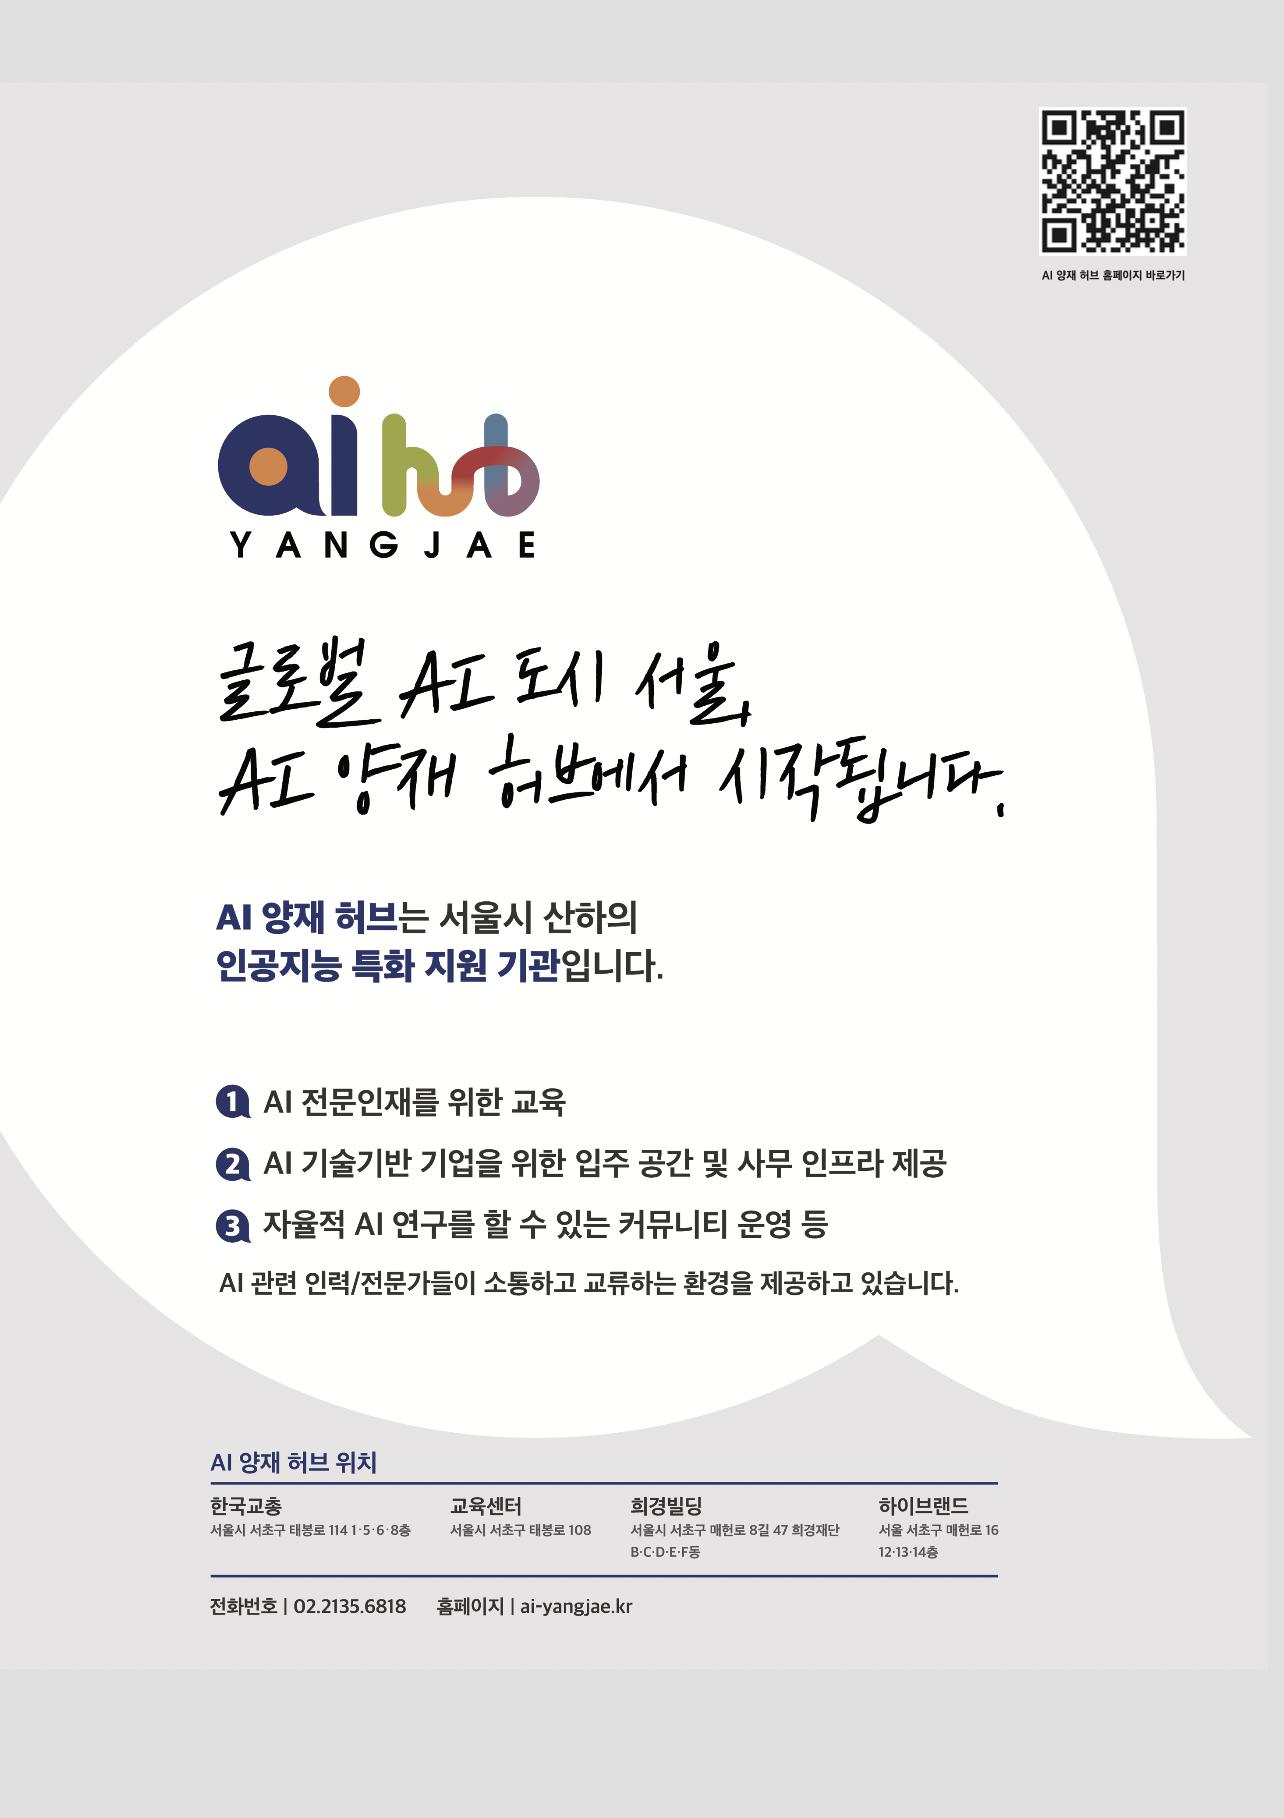 AI 양재 허브 홈페이지 바로가기
ai hub
YANGJAE
글로벌 AI 도시 서울,
AI 양재 허브에서 시작됩니다.
AI 양재 허브는 서울시 산하의
인공지능 특화 지원 기관입니다.
1 AI 전문인재를 위한 교육
2 AI 기술기반 기업을 위한 입주 공간 및 사무 인프라 제공
3 자율적 AI 연구를 할 수 있는 커뮤니티 운영 등
AI 관련 인력/전문가들이 소통하고 교류하는 환경을 제공하고 있습니다.
AI 양재 허브 위치
한국교총
서울시 서초구 태봉로 114 1·5·6·8층
교육센터
서울시 서초구 태봉로 108
희경빌딩
서울시 서초구 매헌로 8길 47 희경재단
B·C·D·E·F동
하이브랜드
서울 서초구 매헌로 16
12·13·14층
전화번호 | 02.2135.6818 홈페이지 | ai-yangjae.kr